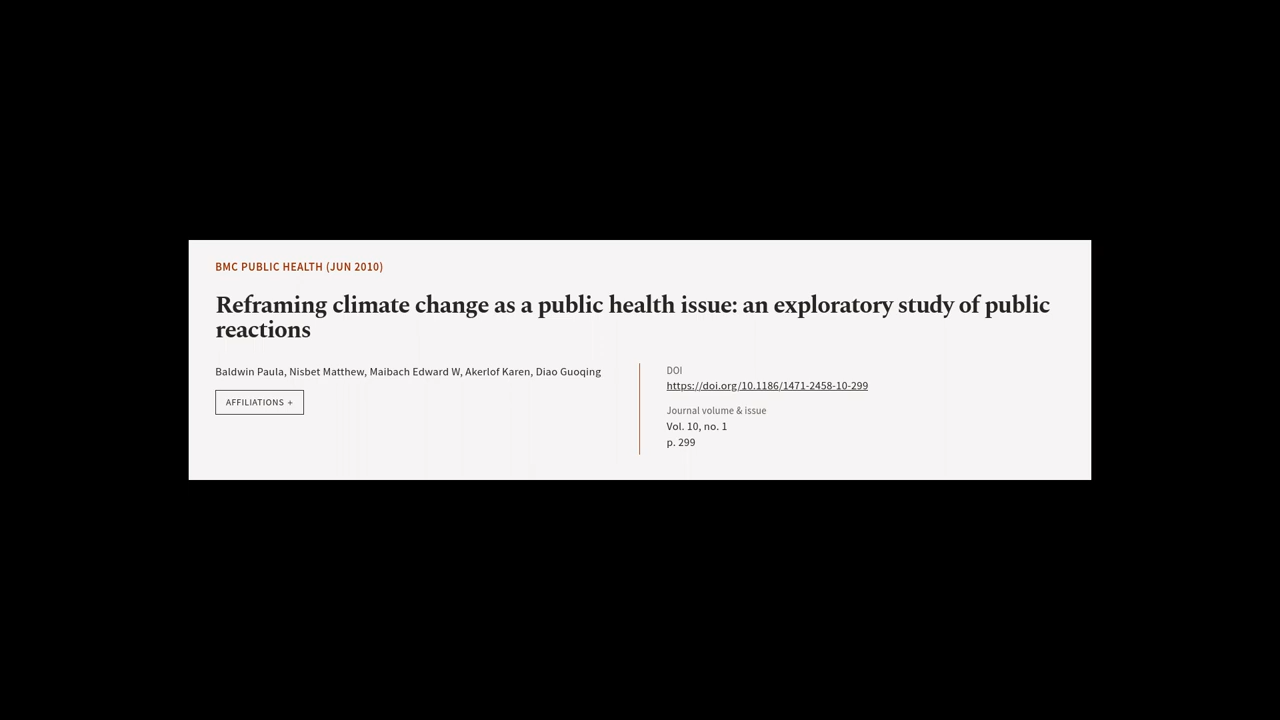 BMC PUBLIC HEALTH (JUN 2010)
Reframing climate change as a public health issue: an exploratory study of public
reactions
Baldwin Paula, Nisbet Matthew, Maibach Edward W, Akerlof Karen, Diao Guoqing
AFFILIATIONS +
DOI
https://doi.org/10.1186/1471-2458-10-299
Journal volume & issue
Vol. 10, no. 1
p. 299